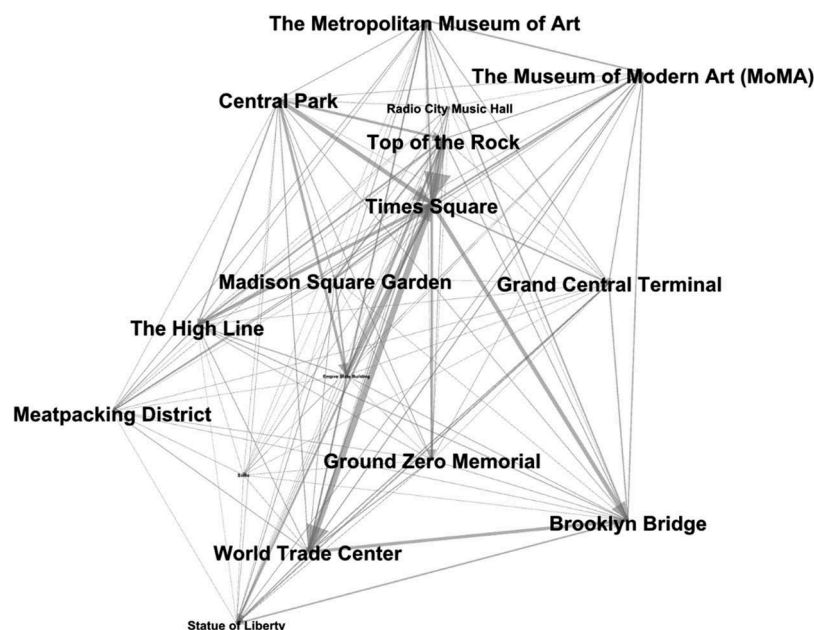 The Metropolitan Museum of Art
The Museum of Modern Art (MoMA)
Central Park
Radio City Music Hall
Top of the Rock
Times Square
Madison Square Garden
Grand Central Terminal
The High Line
Empire State Building
Meatpacking District
Ground Zero Memorial
Brooklyn Bridge
World Trade Center
Statue of Liberty